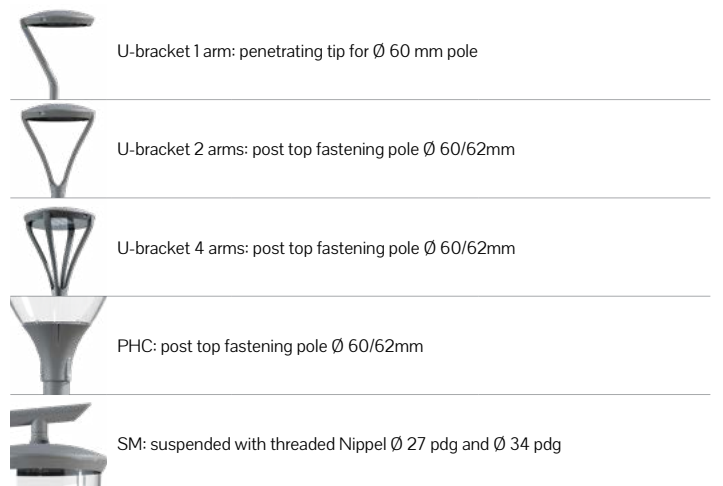 U-bracket 1 arm: penetrating tip for Ø 60 mm pole
U-bracket 2 arms: post top fastening pole Ø 60/62mm
U-bracket 4 arms: post top fastening pole Ø 60/62mm
PHC: post top fastening pole Ø 60/62mm
SM: suspended with threaded Nippel Ø 27 pdg and Ø 34 pdg